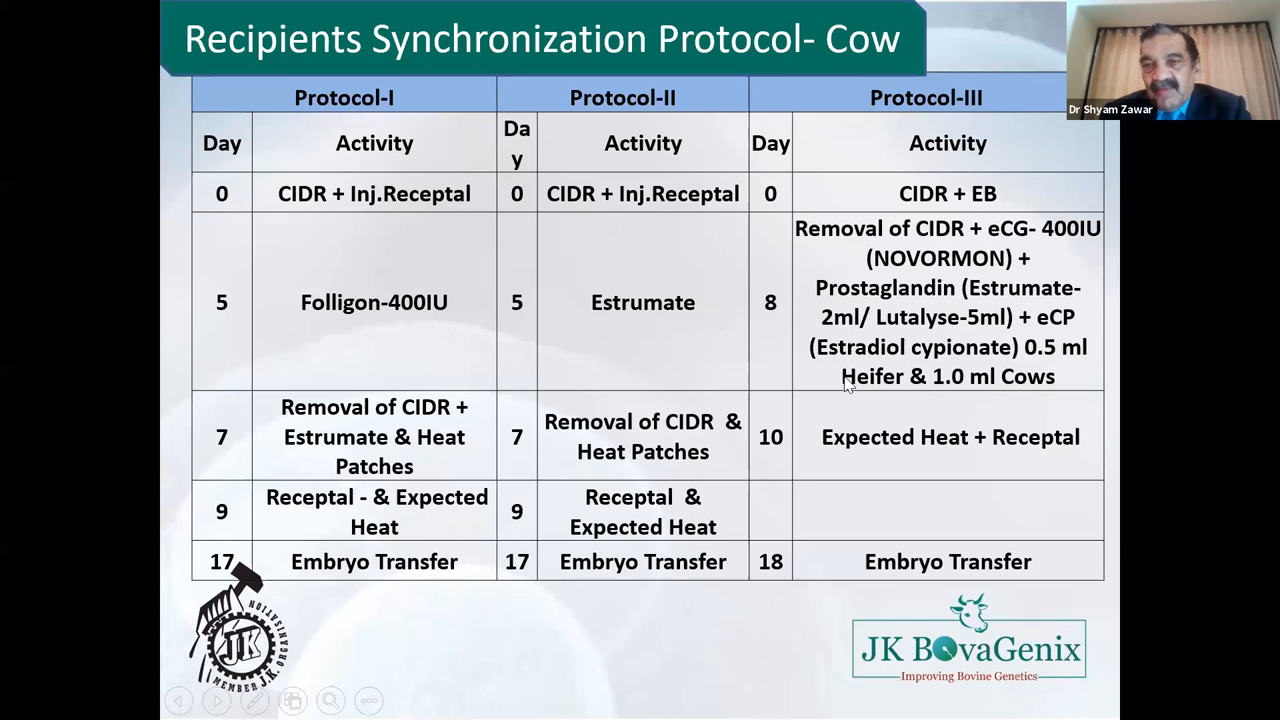 Recipients Synchronization Protocol- Cow
Dr Shyam Zawar
Protocol-I
Protocol-II
Protocol-III
Day
Activity
Da
y
Activity
Day
Activity
0
CIDR + Inj.Receptal
0
CIDR + Inj.Receptal
0
CIDR + EB
5
Folligon-400IU
5
Estrumate
8
Removal of CIDR + eCG- 400IU
(NOVORMON) +
Prostaglandin (Estrumate-
2ml/ Lutalyse-5ml) + eCP
(Estradiol cypionate) 0.5 ml
Heifer & 1.0 ml Cows
7
Removal of CIDR +
Estrumate & Heat
Patches
7
Removal of CIDR &
Heat Patches
10
Expected Heat + Receptal
9
Receptal - & Expected
Heat
9
Receptal &
Expected Heat
17
Embryo Transfer
17
Embryo Transfer
18
Embryo Transfer
JK
MEMBER J.K. ORGANISATION
JK BovaGenix
Improving Bovine Genetics